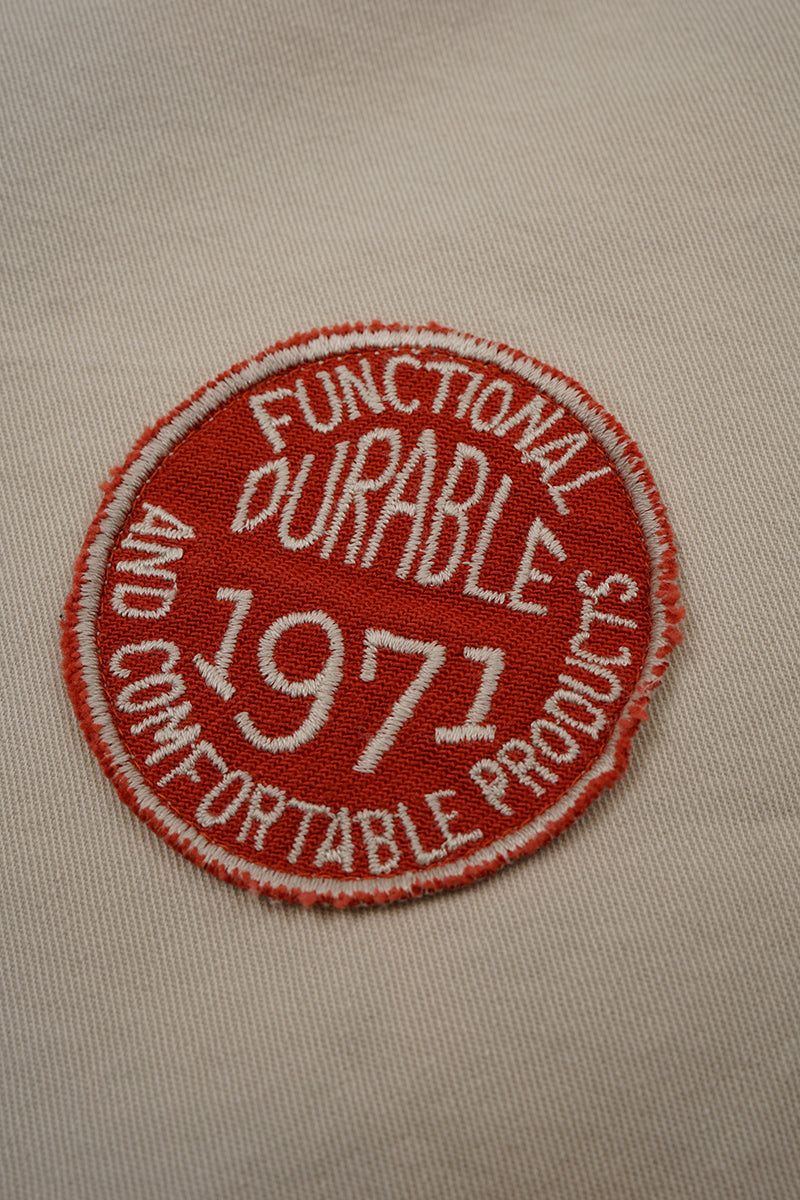 FUNCTIONAL
DURABLE
1971
AND COMFORTABLE PRODUCTS